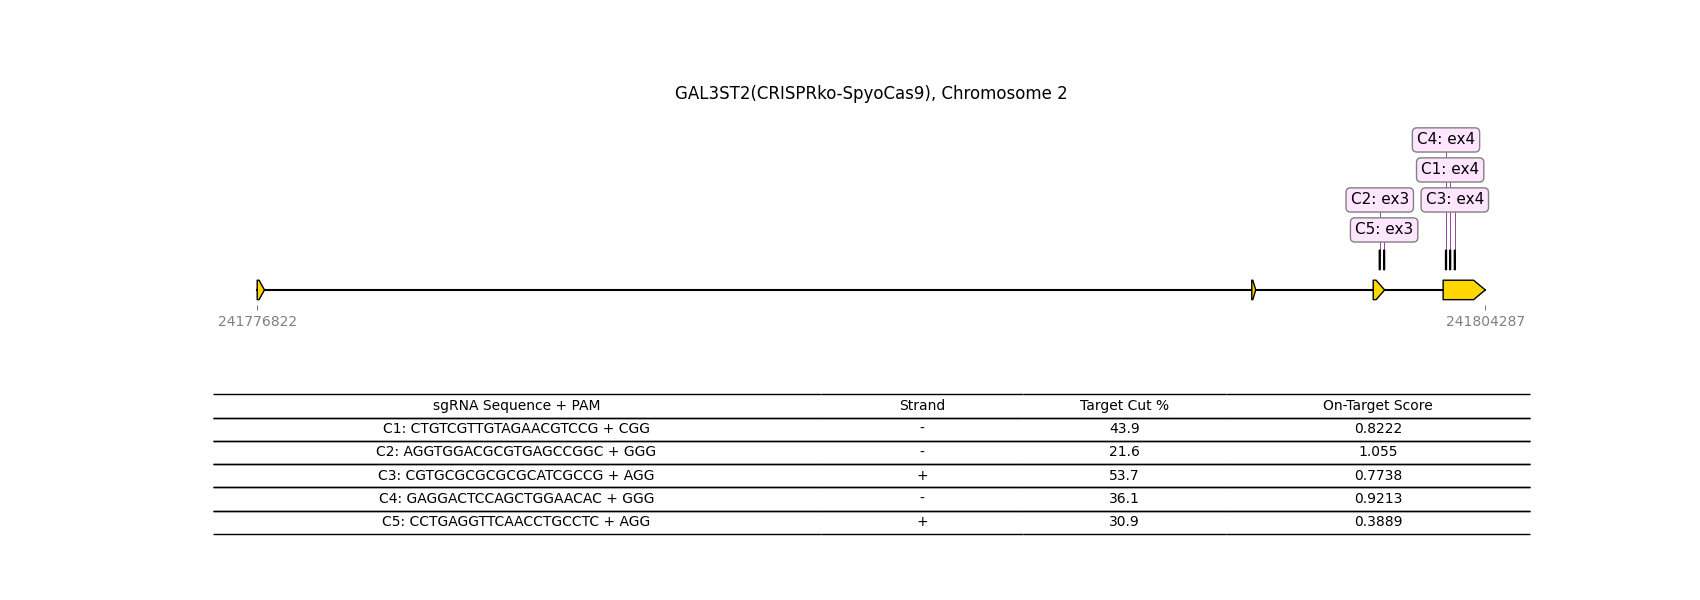 GAL3ST2(CRISPRko-SpyoCas9), Chromosome 2
C4: ex4
C1: ex4
C2: ex3 C3: ex4
C5: ex3
241776822 241804287
sgRNA Sequence + PAM Strand Target Cut % On-Target Score
C1: CTGTCGTTGTAGAACGTCCG + CGG - 43.9 0.8222
C2: AGGTGGACGCGTGAGCCGGC + GGG - 21.6 1.055
C3: CGTGCGCGCGCGCATCGCCG + AGG + 53.7 0.7738
C4: GAGGACTCCAGCTGGAACAC + GGG - 36.1 0.9213
C5: CCTGAGGTTCAACCTGCCTC + AGG + 30.9 0.3889